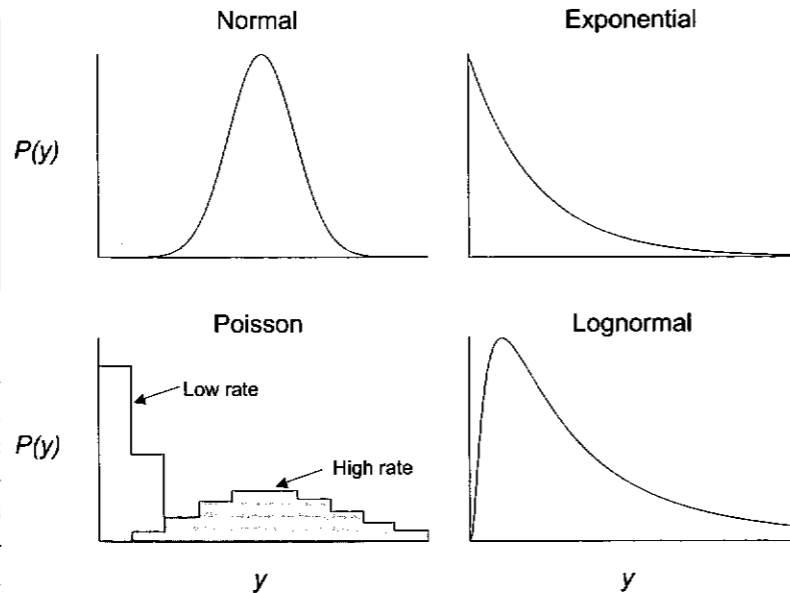 Normal
Exponential
P(y)
Poisson
Lognormal
Low rate
P(y)
High rate
y
y